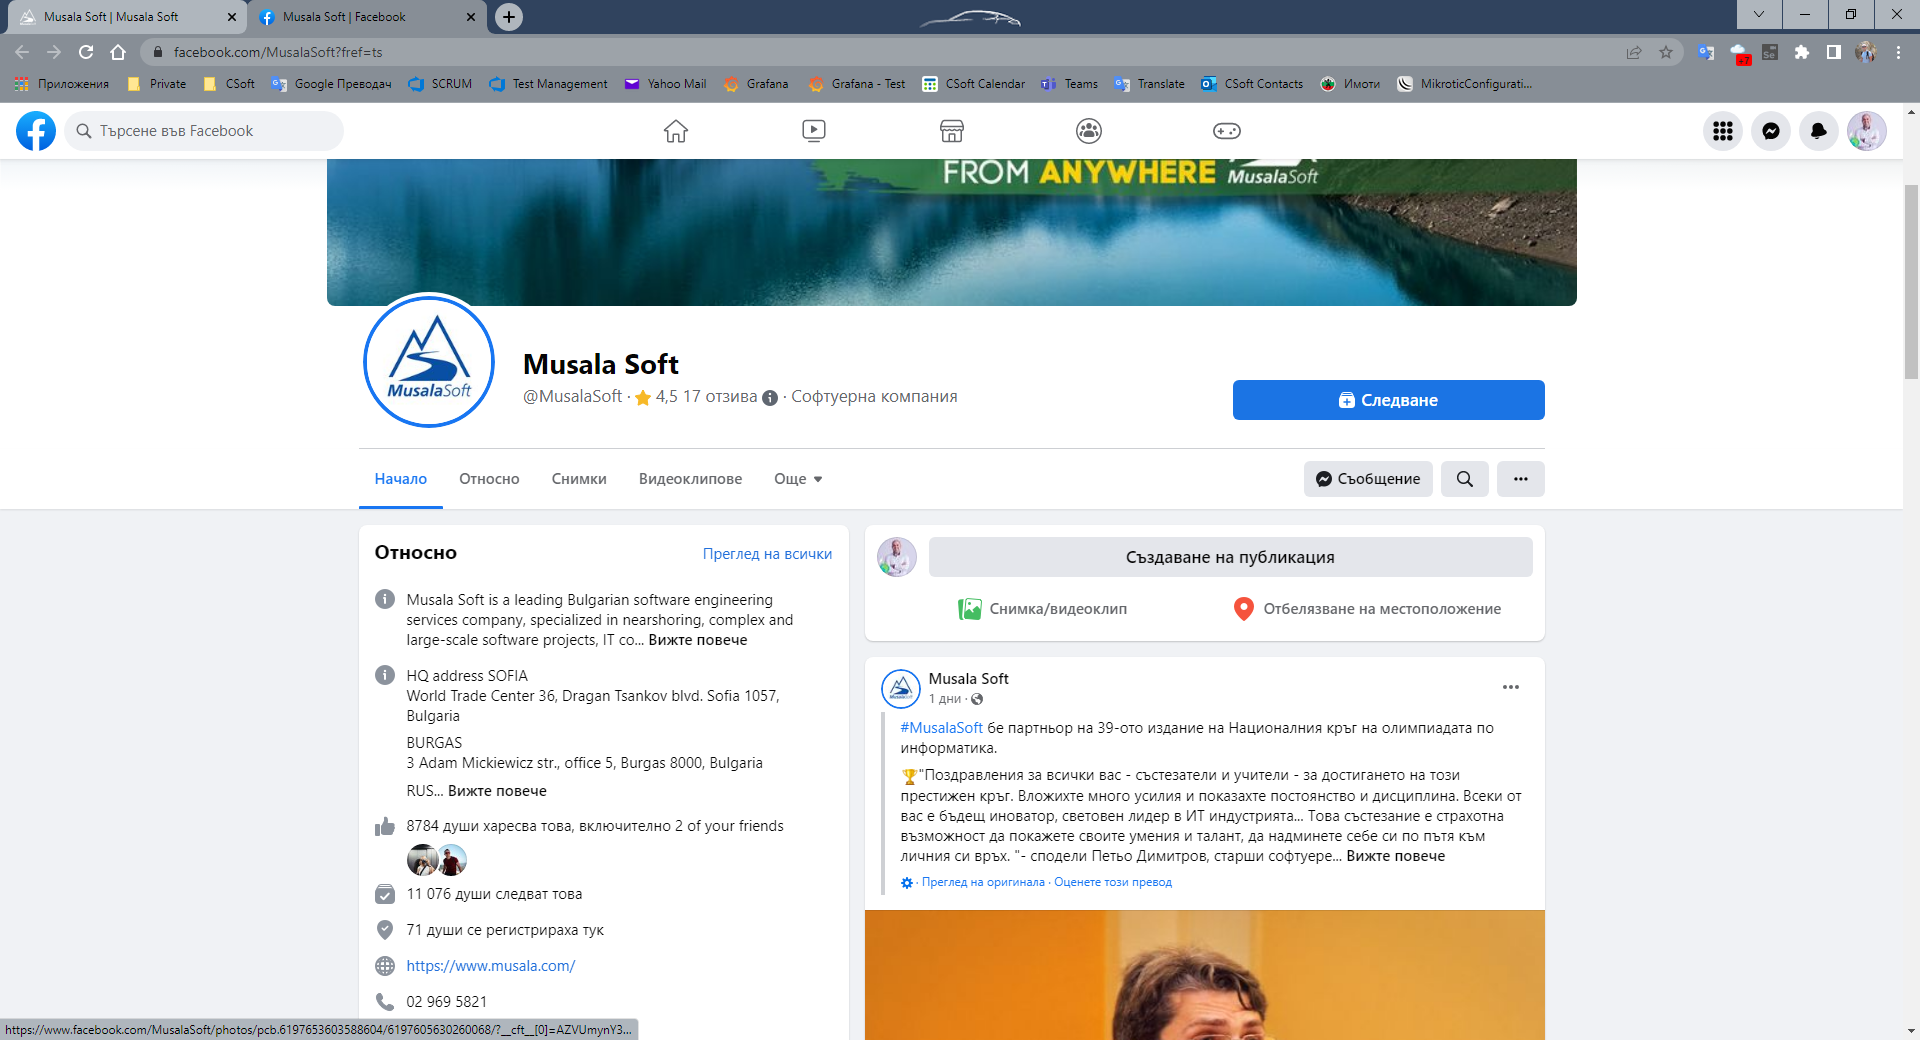 Musala Soft | Musala Soft
Musala Soft | Facebook
facebook.com/MusalaSoft?fref=ts
Приложения
Private
CSoft
Google Преводач
SCRUM
Test Management
Yahoo Mail
Grafana
Grafana - Test
CSoft Calendar
Teams
Translate
CSoft Contacts
Имоти
MikroticConfigurati...
Търсене във Facebook
FROM ANYWHERE MusalaSoft
MusalaSoft
Musala Soft
@MusalaSoft · 4,5 17 отзива · Софтуерна компания
Следване
Начало
Относно
Снимки
Видеоклипове
Още
Съобщение
Относно
Преглед на всички
Musala Soft is a leading Bulgarian software engineering
services company, specialized in nearshoring, complex and
large-scale software projects, IT co... Вижте повече
HQ address SOFIA
World Trade Center 36, Dragan Tsankov blvd. Sofia 1057,
Bulgaria
BURGAS
3 Adam Mickiewicz str., office 5, Burgas 8000, Bulgaria
RUS... Вижте повече
8784 души харесва това, включително 2 of your friends
11 076 души следват това
71 души се регистрираха тук
https://www.musala.com/
02 969 5821
Създаване на публикация
Снимка/видеоклип
Отбелязване на местоположение
Musala Soft
1 дни ·
#MusalaSoft бе партньор на 39-ото издание на Националния кръг на олимпиадата по
информатика.
"Поздравления за всички вас - състезатели и учители - за достигането на този
престижен кръг. Вложихте много усилия и показахте постоянство и дисциплина. Всеки от
вас е бъдещ иноватор, световен лидер в ИТ индустрията... Това състезание е страхотна
възможност да покажете своите умения и талант, да надминете себе си по пътя към
личния си връх. "- сподели Петьо Димитров, старши софтуере... Вижте повече
· Преглед на оригинала · Оценете този превод
https://www.facebook.com/MusalaSoft/photos/pcb.6197653603588604/6197605630260068/?__cft__[0]=AZVUmynY3...